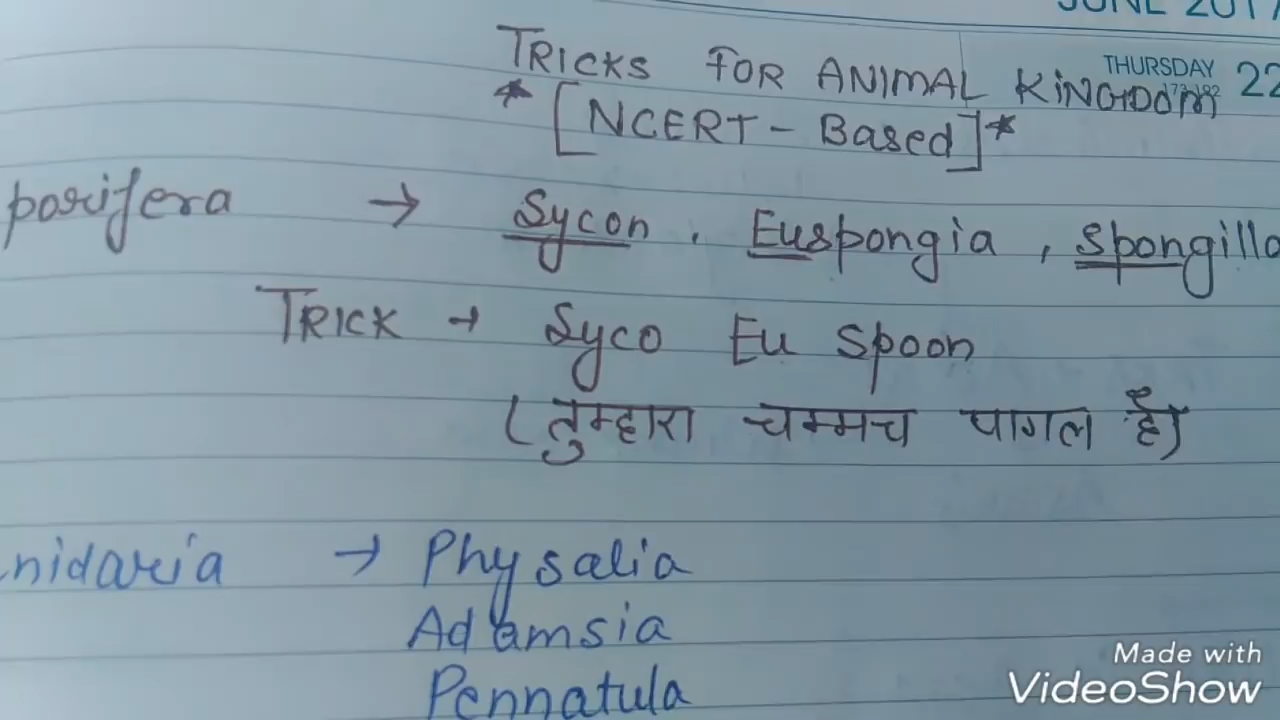 JUNE 2017
THURSDAY 22
TRICKS FOR ANIMAL KINGDOM
* [NCERT - Based] *
porifera → Sycon, Euspongia, Spongilla
TRICK → Syco Eu Spoon
(तुम्हारा चम्मच पागल है)
nidaria → Physalia
Adamsia
Pennatula
Made with
VideoShow